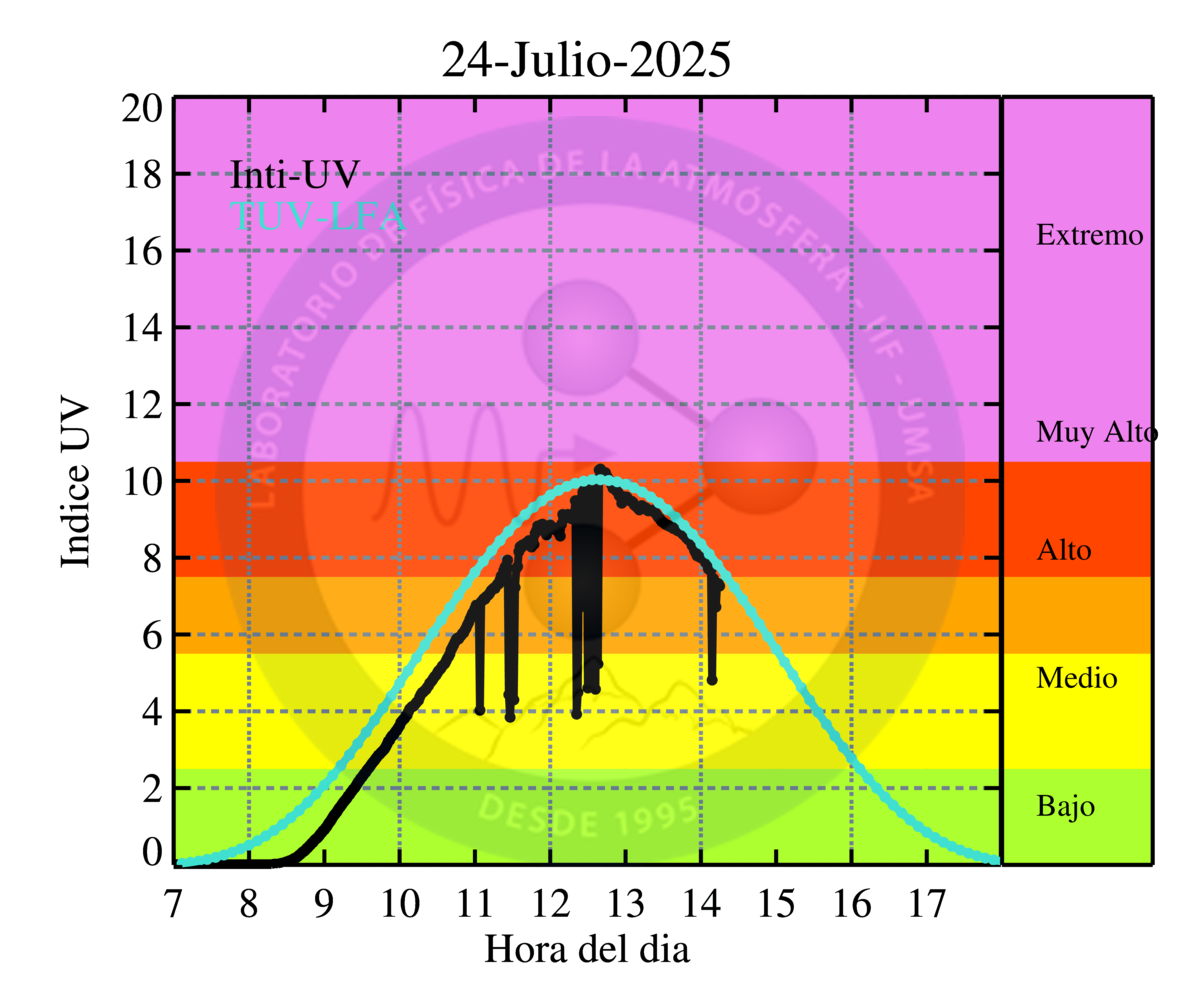 24-Julio-2025
20
18
16
14
12
10
8
6
4
2
0
Indice UV
Inti-UV
TUV-LFA
LABORATORIO DE FÍSICA DE LA ATMÓSFERA - IIF - UMSA
DESDE 1995
Extremo
Muy Alto
Alto
Medio
Bajo
7 8 9 10 11 12 13 14 15 16 17
Hora del dia